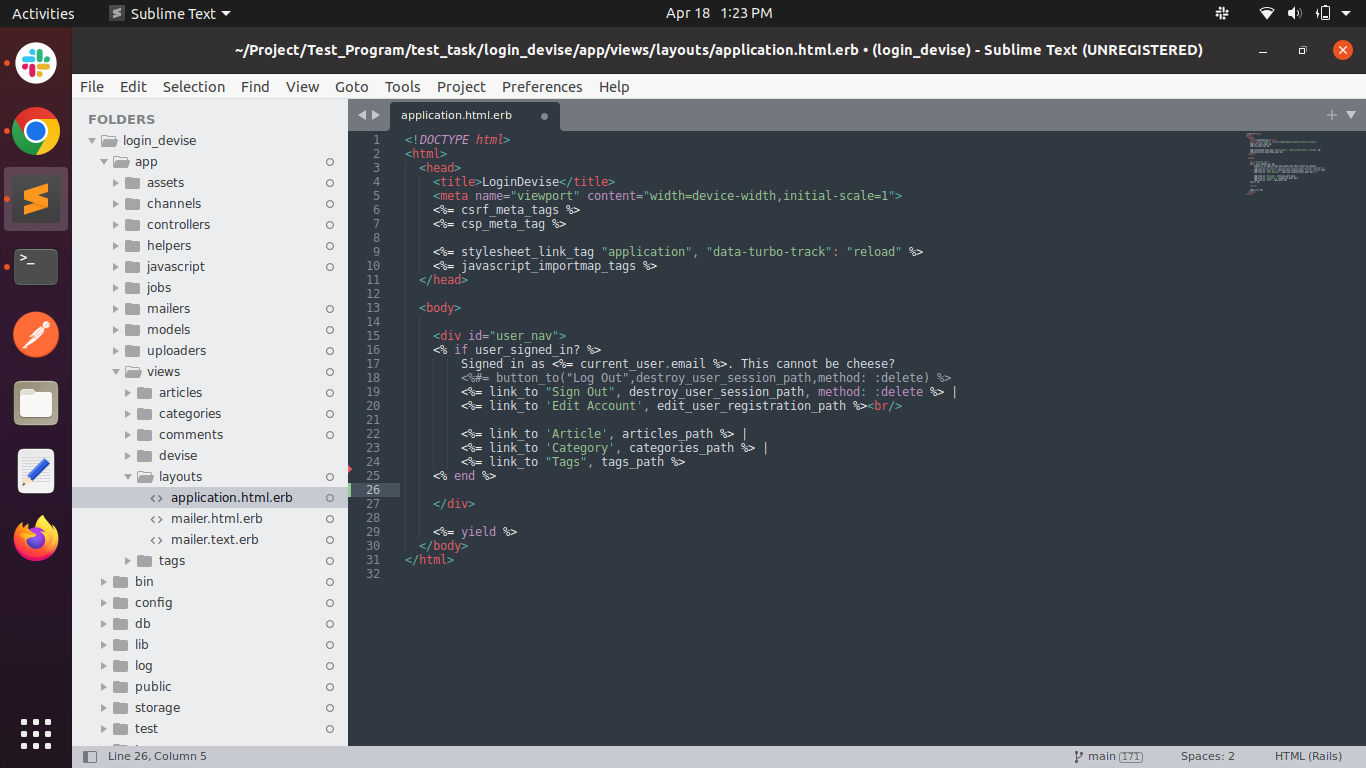 Activities Sublime Text Apr 18 1:23 PM
~/Project/Test_Program/test_task/login_devise/app/views/layouts/application.html.erb • (login_devise) - Sublime Text (UNREGISTERED)
File Edit Selection Find View Goto Tools Project Preferences Help
FOLDERS
login_devise
app
assets
channels
controllers
helpers
javascript
jobs
mailers
models
uploaders
views
articles
categories
comments
devise
layouts
application.html.erb
mailer.html.erb
mailer.text.erb
tags
bin
config
db
lib
log
public
storage
test
application.html.erb
1 <!DOCTYPE html>
2 <html>
3 <head>
4 <title>LoginDevise</title>
5 <meta name="viewport" content="width=device-width,initial-scale=1">
6 <%= csrf_meta_tags %>
7 <%= csp_meta_tag %>
8
9 <%= stylesheet_link_tag "application", "data-turbo-track": "reload" %>
10 <%= javascript_importmap_tags %>
11 </head>
12
13 <body>
14
15 <div id="user_nav">
16 <% if user_signed_in? %>
17 Signed in as <%= current_user.email %>. This cannot be cheese?
18 <%#= button_to("Log Out",destroy_user_session_path,method: :delete) %>
19 <%= link_to "Sign Out", destroy_user_session_path, method: :delete %> |
20 <%= link_to 'Edit Account', edit_user_registration_path %><br/>
21
22 <%= link_to 'Article', articles_path %> |
23 <%= link_to 'Category', categories_path %> |
24 <%= link_to "Tags", tags_path %>
25 <% end %>
26
27 </div>
28
29 <%= yield %>
30 </body>
31 </html>
32
Line 26, Column 5 main 171 Spaces: 2 HTML (Rails)